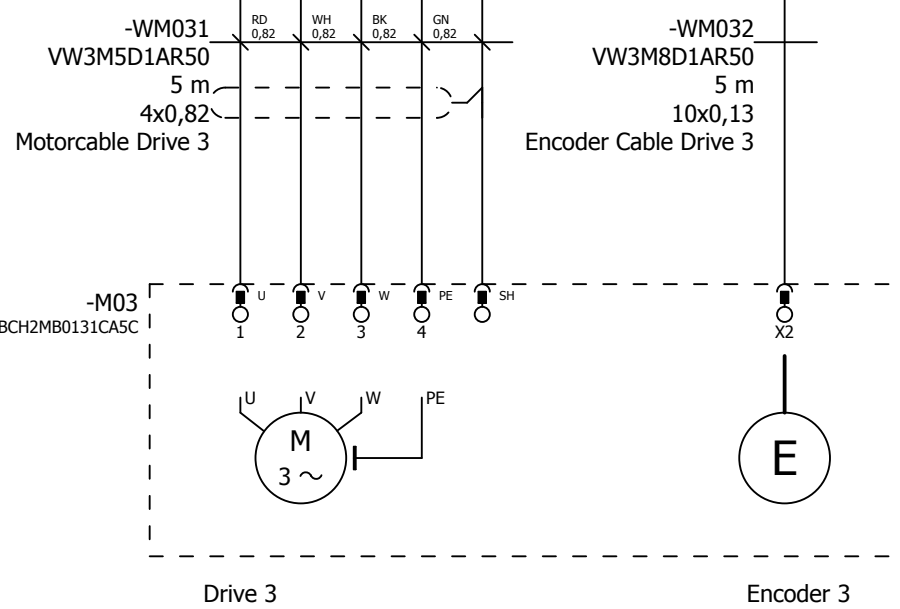 -WM031
VW3M5D1AR50
5 m
4x0,82
Motorcable Drive 3
RD
0,82
WH
0,82
BK
0,82
GN
0,82
-WM032
VW3M8D1AR50
5 m
10x0,13
Encoder Cable Drive 3
-M03
BCH2MB0131CA5C
U V W PE SH
1 2 3 4 X2
U V W PE
M
3 ~
E
Drive 3
Encoder 3